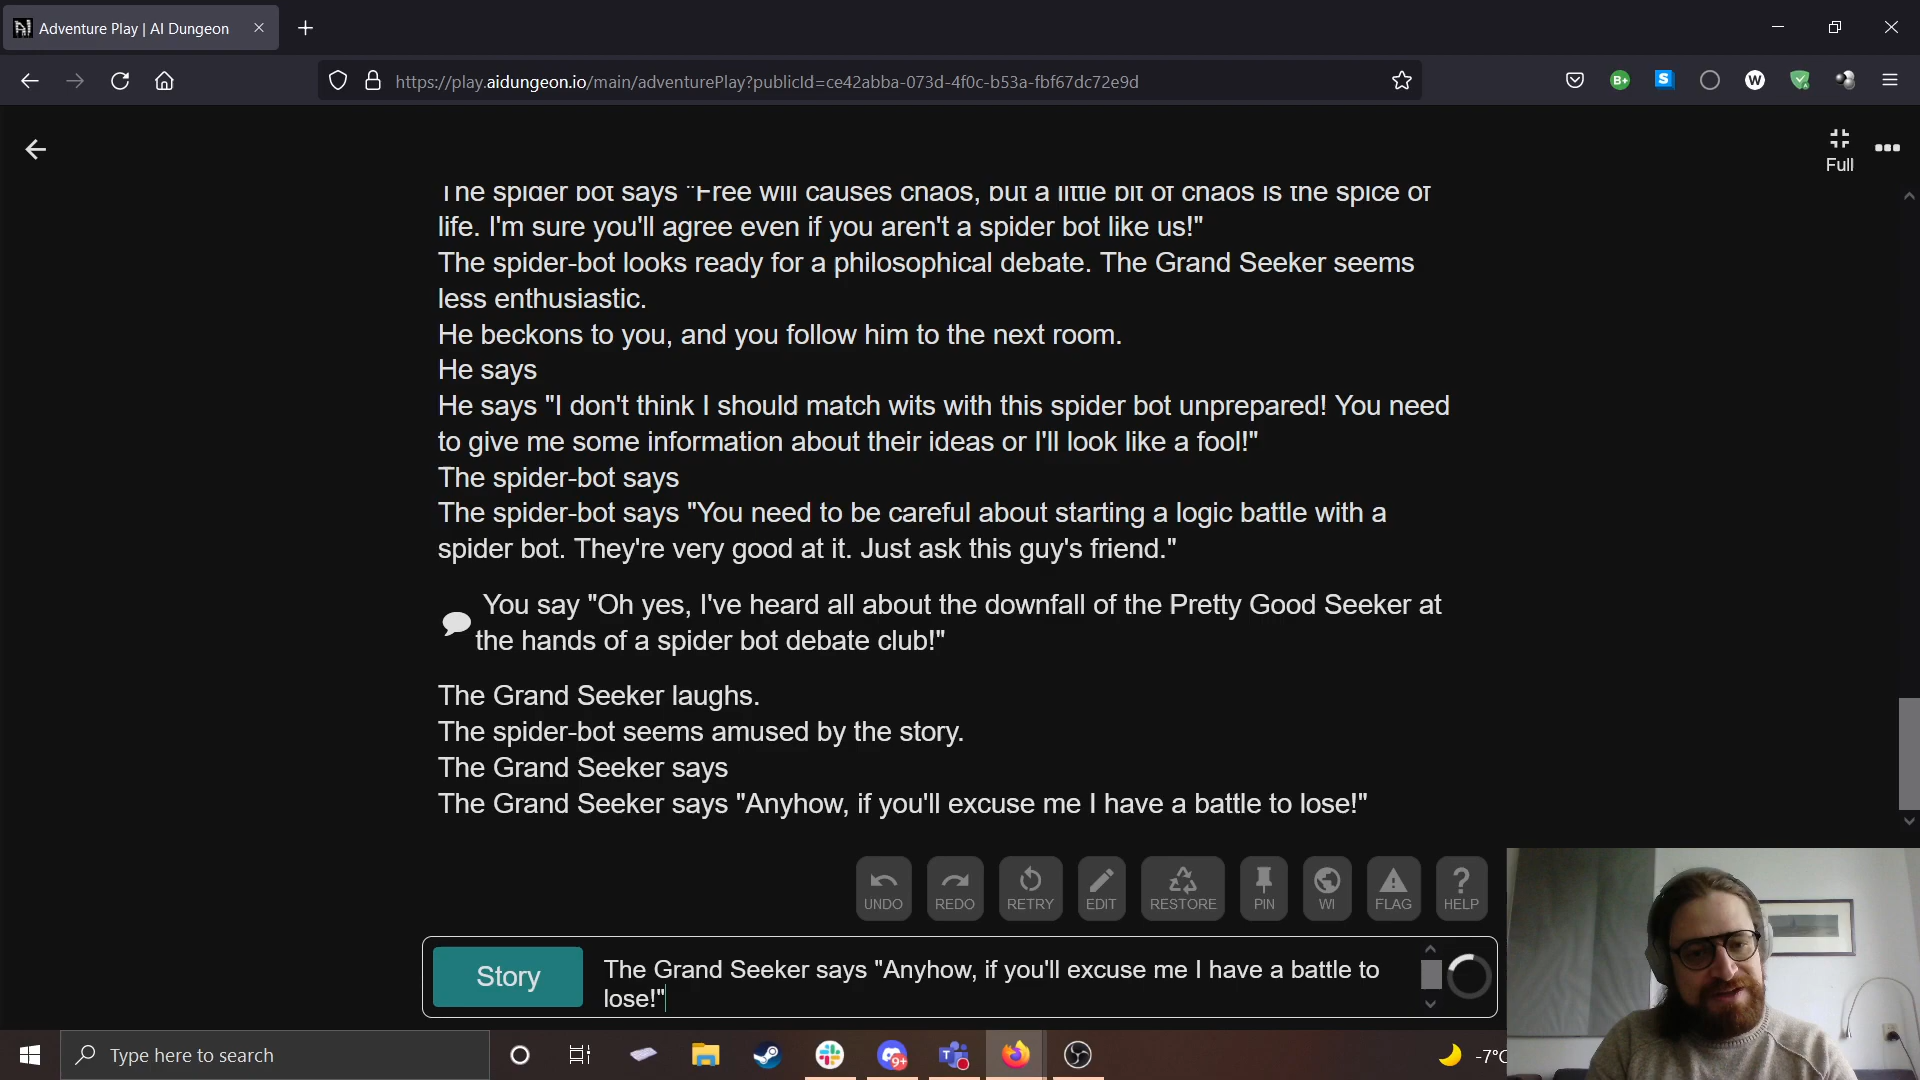 Adventure Play | AI Dungeon
https://play.aidungeon.io/main/adventurePlay?publicId=ce42abba-073d-4f0c-b53a-fbf67dc72e9d
B+
S
W
Full
The spider bot says "Free will causes chaos, but a little bit of chaos is the spice of
life. I'm sure you'll agree even if you aren't a spider bot like us!"
The spider-bot looks ready for a philosophical debate. The Grand Seeker seems
less enthusiastic.
He beckons to you, and you follow him to the next room.
He says
He says "I don't think I should match wits with this spider bot unprepared! You need
to give me some information about their ideas or I'll look like a fool!"
The spider-bot says
The spider-bot says "You need to be careful about starting a logic battle with a
spider bot. They're very good at it. Just ask this guy's friend."
You say "Oh yes, I've heard all about the downfall of the Pretty Good Seeker at
the hands of a spider bot debate club!"
The Grand Seeker laughs.
The spider-bot seems amused by the story.
The Grand Seeker says
The Grand Seeker says "Anyhow, if you'll excuse me I have a battle to lose!"
UNDO
REDO
RETRY
EDIT
RESTORE
PIN
WI
FLAG
HELP
Story
The Grand Seeker says "Anyhow, if you'll excuse me I have a battle to
lose!"
Type here to search
9+
T
-7°C